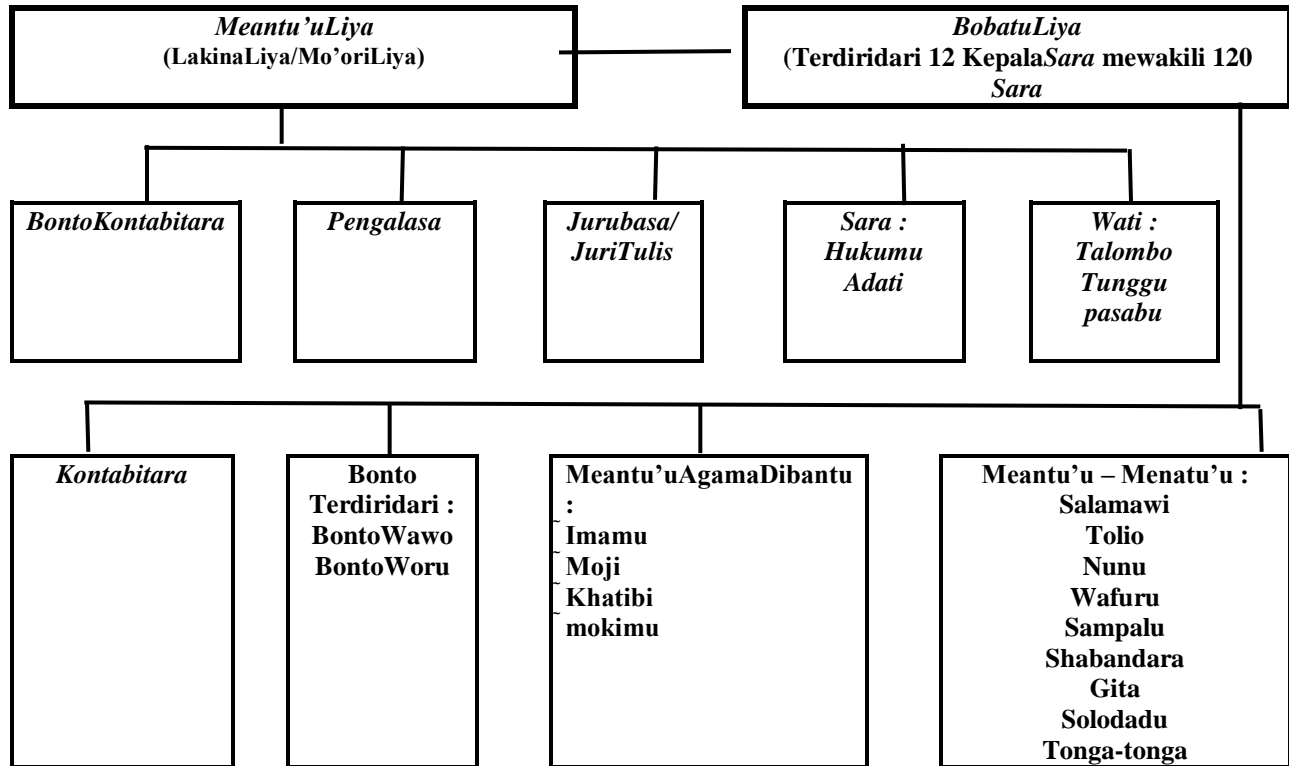 Meantu’uLiya
(LakinaLiya/Mo’oriLiya)
BobatuLiya
(Terdiridari 12 KepalaSara mewakili 120
Sara
BontoKontabitara
Pengalasa
Jurubasa/
JuriTulis
Sara :
Hukumu
Adati
Wati :
Talombo
Tunggu
pasabu
Kontabitara
Bonto
Terdiridari :
BontoWawo
BontoWoru
Meantu’uAgamaDibantu
:
~ Imamu
~ Moji
~ Khatibi
~ mokimu
Meantu’u – Menatu’u :
Salamawi
Tolio
Nunu
Wafuru
Sampalu
Shabandara
Gita
Solodadu
Tonga-tonga